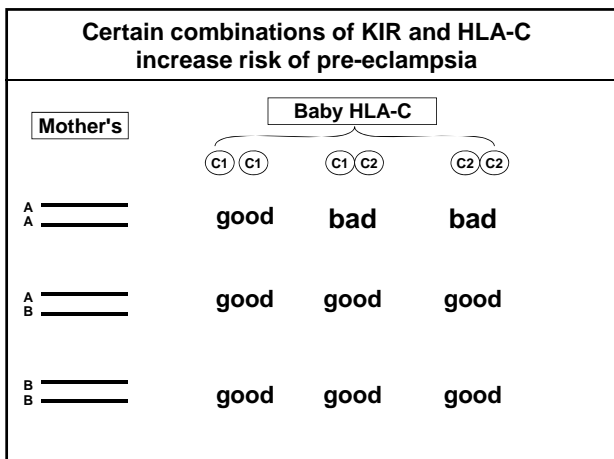 Certain combinations of KIR and HLA-C
increase risk of pre-eclampsia
Baby HLA-C
Mother's
C1 C1 C1 C2 C2 C2
A
A
good bad bad
A
B
good good good
B
B
good good good